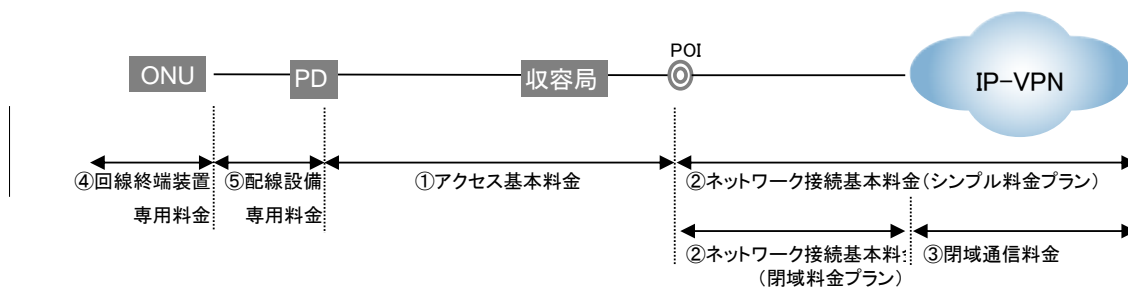 POI
ONU
PD
収容局
IP-VPN
④回線終端装置
専用料金
⑤配線設備
専用料金
①アクセス基本料金
②ネットワーク接続基本料金(シンプル料金プラン)
②ネットワーク接続基本料
(閉域料金プラン)
③閉域通信料金